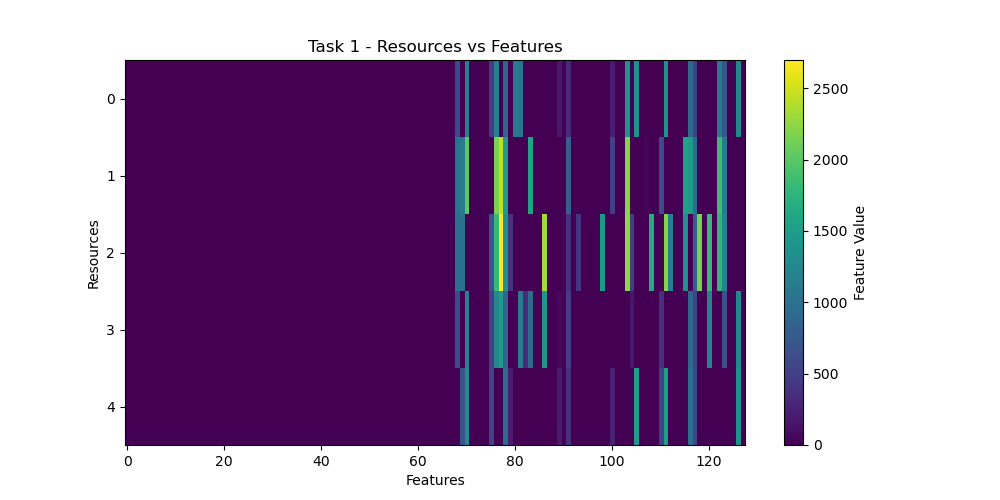 Task 1 - Resources vs Features
Resources
0
1
2
3
4
0 20 40 60 80 100 120
Features
2500
2000
1500
1000
500
0
Feature Value